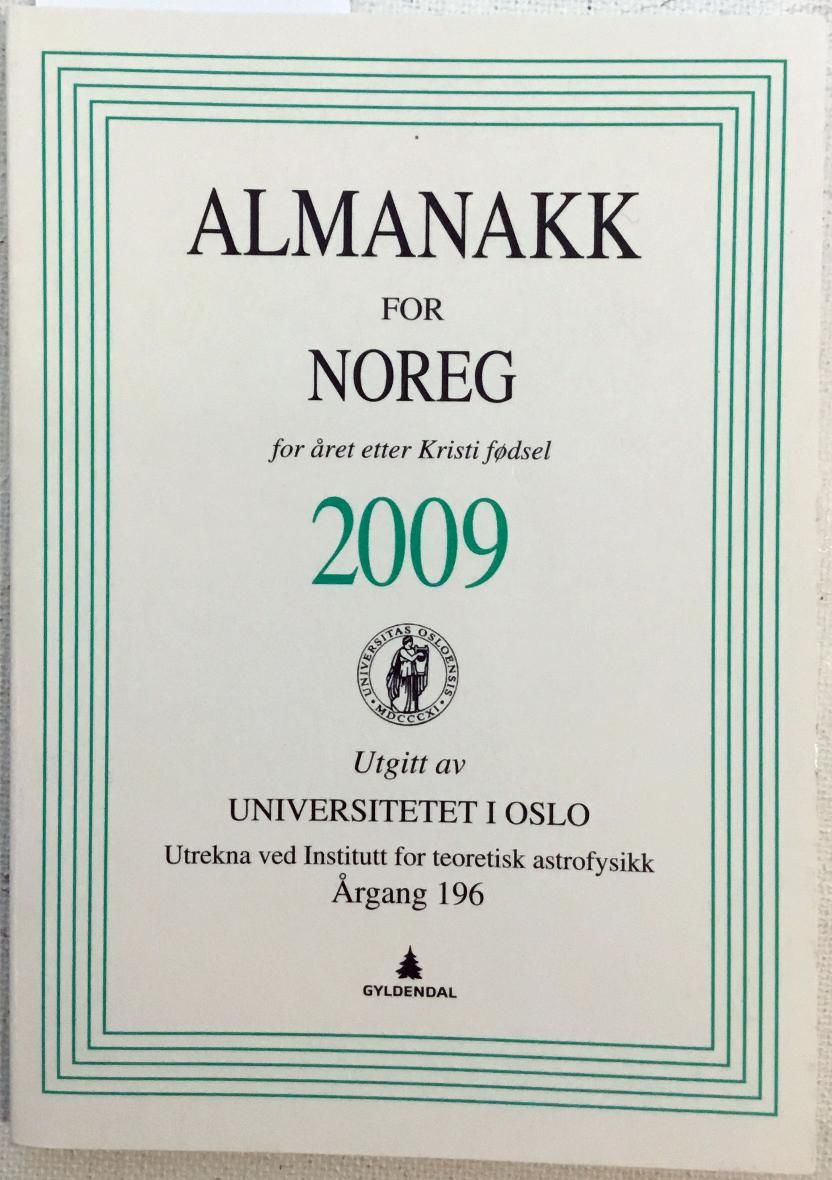 ALMANAKK
FOR
NOREG
for året etter Kristi fødsel
2009
UNIVERSITAS OSLOENSIS
MDCCCXI
Utgitt av
UNIVERSITETET I OSLO
Utrekna ved Institutt for teoretisk astrofysikk
Årgang 196
GYLDENDAL